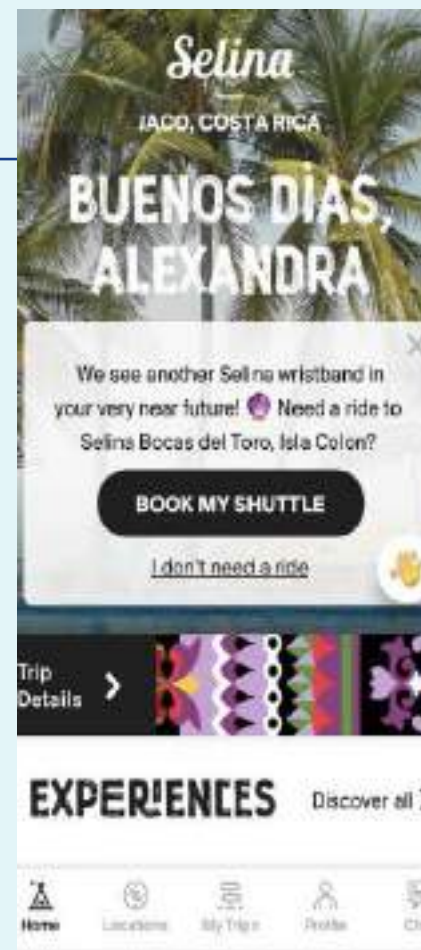 Selina
JACO, COSTA RICA
BUENOS DÍAS,
ALEXANDRA
We see another Selina wristband in
your very near future! 🔮 Need a ride to
Selina Bocas del Toro, Isla Colon?
BOOK MY SHUTTLE
I don't need a ride
Trip
Details
EXPERIENCES
Discover all
Home
Locations
My Trips
Profile